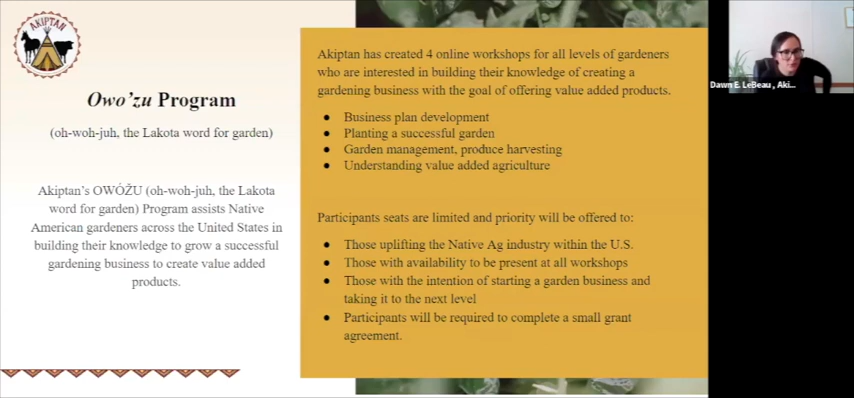 AKIPTAN
Owo'zu Program
(oh-woh-juh, the Lakota word for garden)
Akiptan's OWÓŽU (oh-woh-juh, the Lakota
word for garden) Program assists Native
American gardeners across the United States in
building their knowledge to grow a successful
gardening business to create value added
products.
Akiptan has created 4 online workshops for all levels of gardeners
who are interested in building their knowledge of creating a
gardening business with the goal of offering value added products.
● Business plan development
● Planting a successful garden
● Garden management, produce harvesting
● Understanding value added agriculture
Participants seats are limited and priority will be offered to:
● Those uplifting the Native Ag industry within the U.S.
● Those with availability to be present at all workshops
● Those with the intention of starting a garden business and
taking it to the next level
● Participants will be required to complete a small grant
agreement.
Dawn E. LeBeau , Aki...